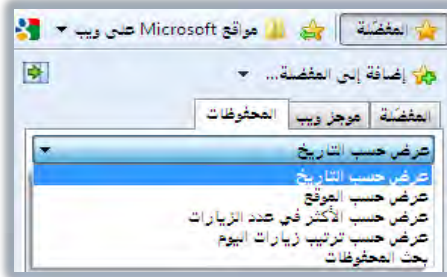 المفضلة مواقع Microsoft على ويب
إضافة إلى المفضلة...
المفضلة موجز ويب المحفوظات
عرض حسب التاريخ
عرض حسب التاريخ
عرض حسب الموقع
عرض حسب الأكثر في عدد الزيارات
عرض حسب ترتيب زيارات اليوم
بحث المحفوظات